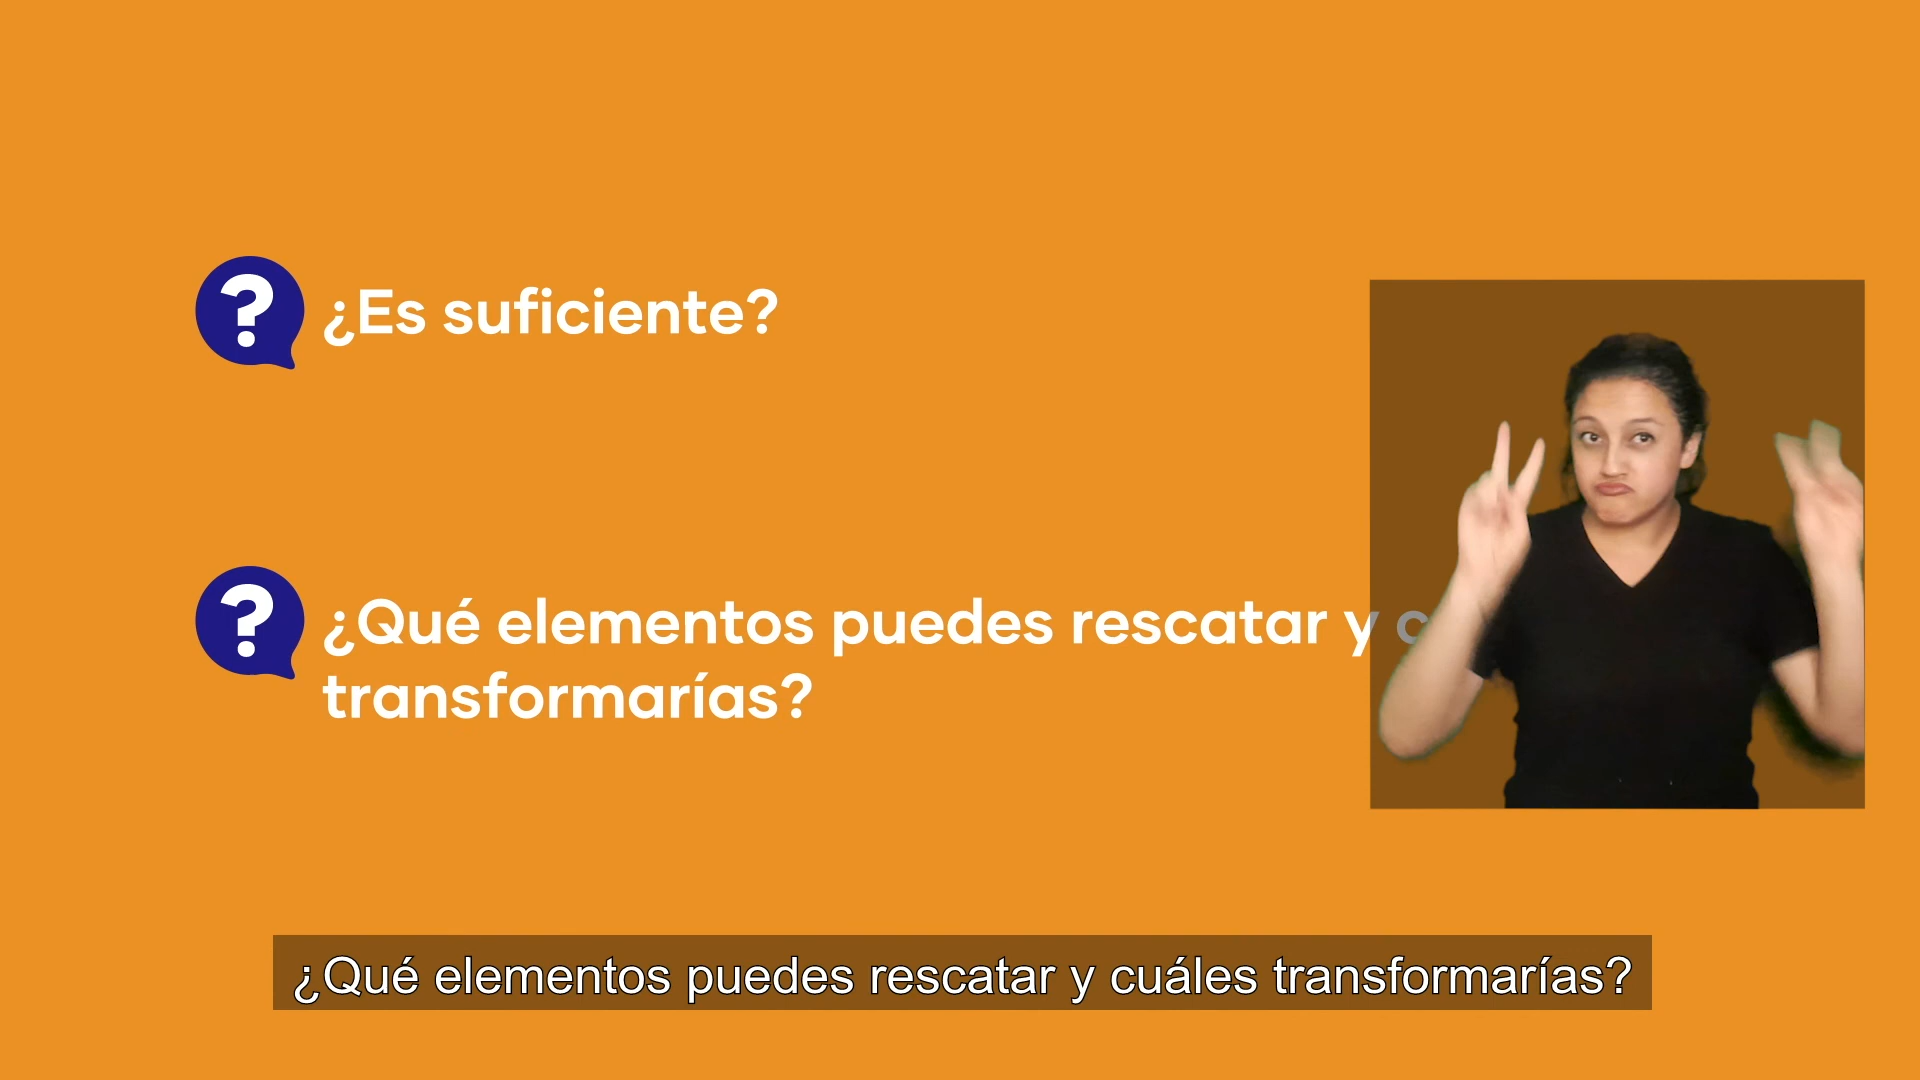 ¿Es suficiente?
¿Qué elementos puedes rescatar y
transformarías?
¿Qué elementos puedes rescatar y cuáles transformarías?